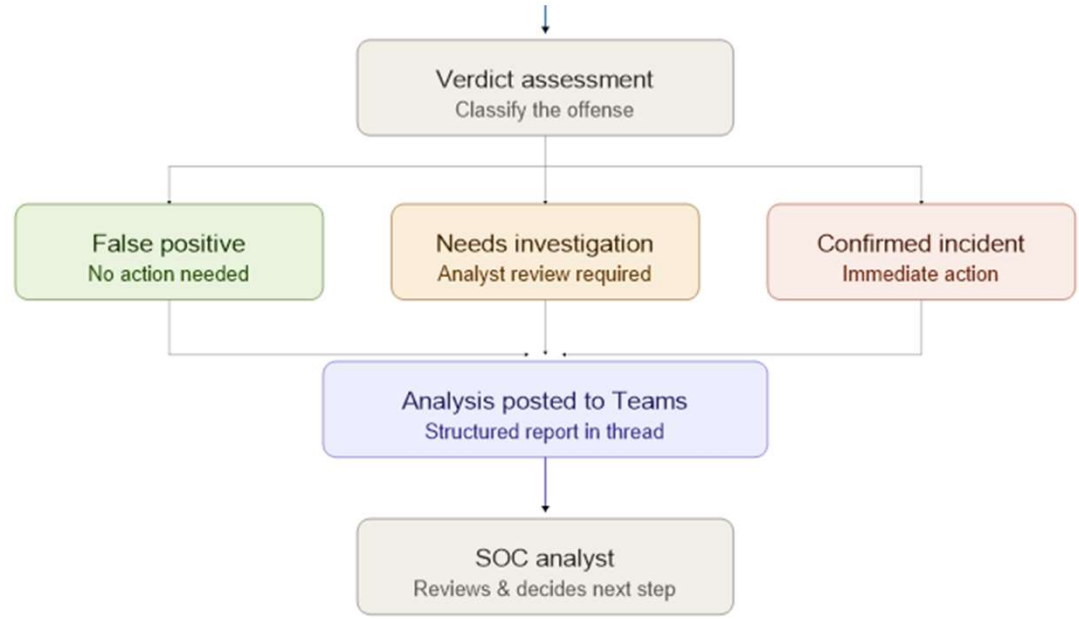 Verdict assessment
Classify the offense
False positive
No action needed
Needs investigation
Analyst review required
Confirmed incident
Immediate action
Analysis posted to Teams
Structured report in thread
SOC analyst
Reviews & decides next step